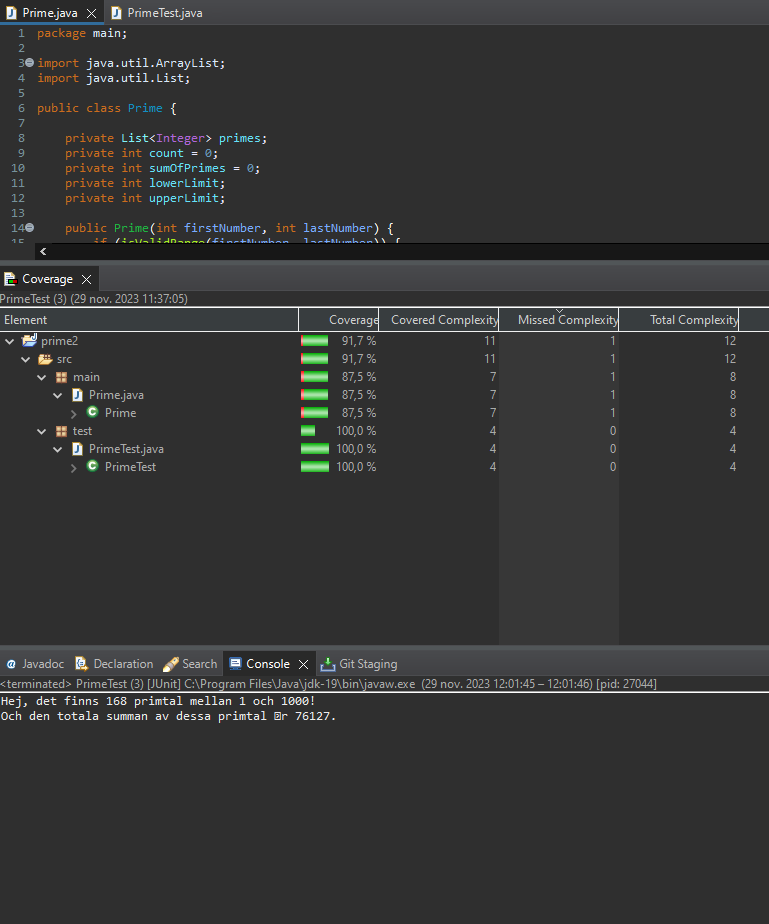 Prime.java PrimeTest.java
1 package main;
2
3 import java.util.ArrayList;
4 import java.util.List;
5
6 public class Prime {
7
8 private List<Integer> primes;
9 private int count = 0;
10 private int sumOfPrimes = 0;
11 private int lowerLimit;
12 private int upperLimit;
13
14 public Prime(int firstNumber, int lastNumber) {
15 if (isValidRange(firstNumber, lastNumber)) {
Coverage
PrimeTest (3) (29 nov. 2023 11:37:05)
Element Coverage Covered Complexity Missed Complexity Total Complexity
prime2 91,7 % 11 1 12
src 91,7 % 11 1 12
main 87,5 % 7 1 8
Prime.java 87,5 % 7 1 8
Prime 87,5 % 7 1 8
test 100,0 % 4 0 4
PrimeTest.java 100,0 % 4 0 4
PrimeTest 100,0 % 4 0 4
Javadoc Declaration Search Console Git Staging
<terminated> PrimeTest (3) [JUnit] C:\Program Files\Java\jdk-19\bin\javaw.exe (29 nov. 2023 12:01:45 – 12:01:46) [pid: 27044]
Hej, det finns 168 primtal mellan 1 och 1000!
Och den totala summan av dessa primtal �r 76127.